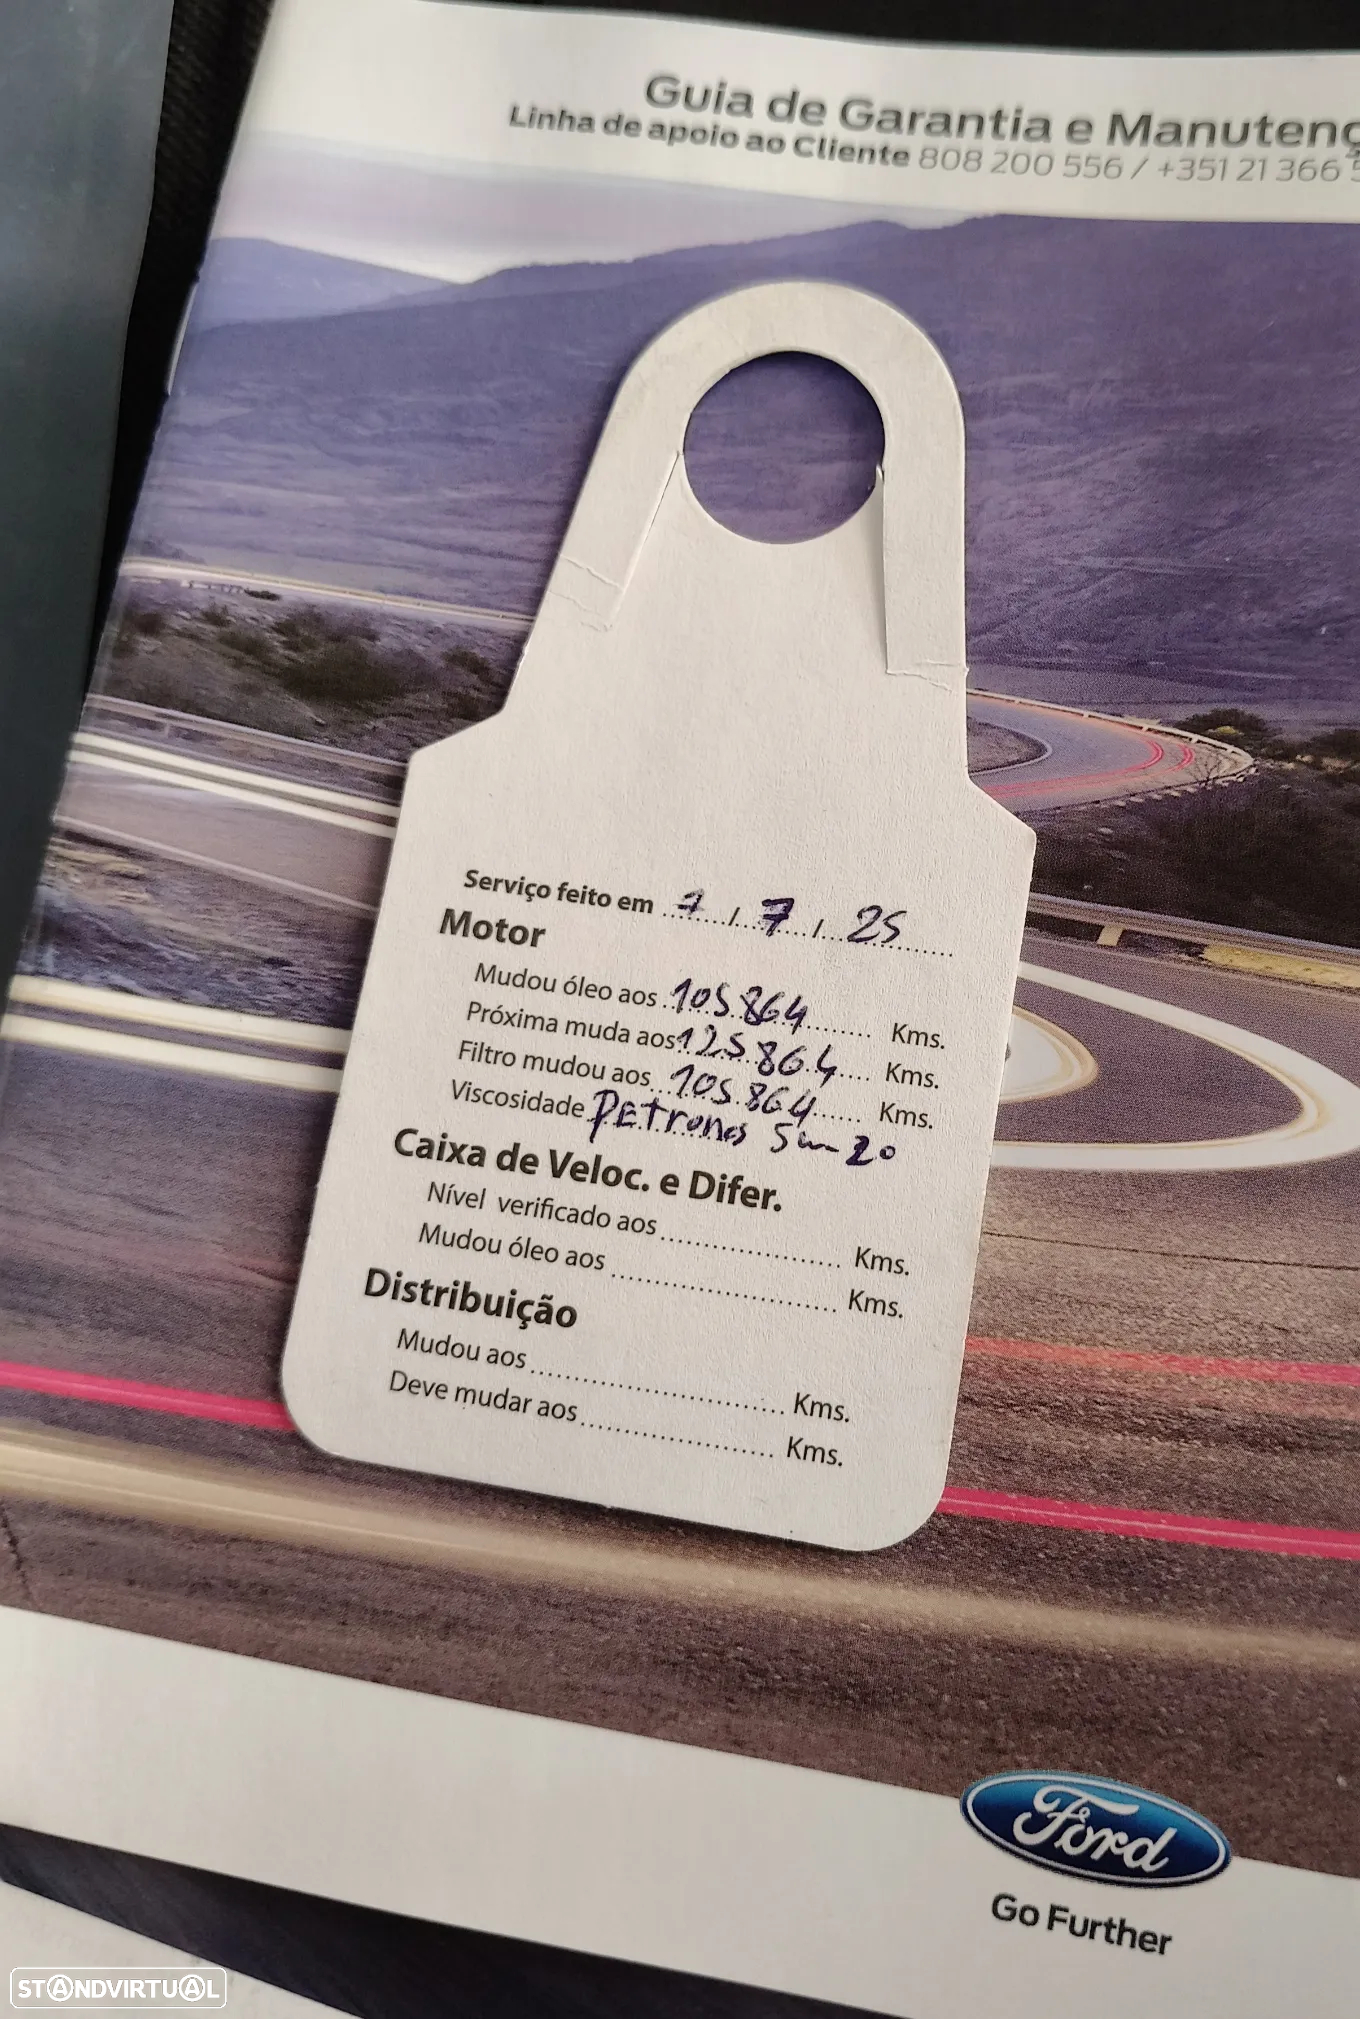 Guia de Garantia e Manutenç
Linha de apoio ao Cliente 808 200 556 / +351 21 366 5
Serviço feito em 7 / 7 / 25
Motor
Mudou óleo aos 105.864 Kms.
Próxima muda aos 125.864 Kms.
Filtro mudou aos 105.864 Kms.
Viscosidade Petronas 5w20
Caixa de Veloc. e Difer.
Nível verificado aos Kms.
Mudou óleo aos Kms.
Distribuição
Mudou aos Kms.
Deve mudar aos Kms.
Ford
Go Further
STANDVIRTUAL